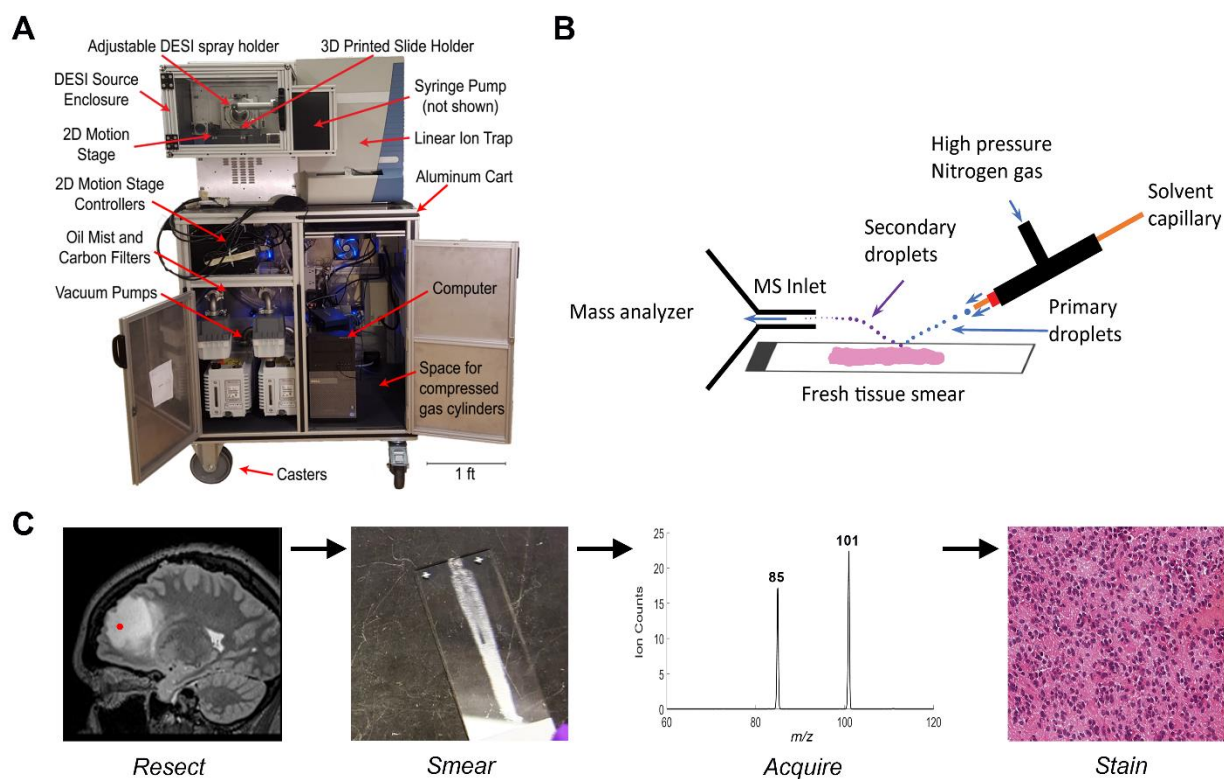 A
Adjustable DESI spray holder
3D Printed Slide Holder
DESI Source
Enclosure
2D Motion
Stage
2D Motion Stage
Controllers
Oil Mist and
Carbon Filters
Vacuum Pumps
Syringe Pump
(not shown)
Linear Ion Trap
Aluminum Cart
Computer
Space for
compressed
gas cylinders
Casters
1 ft
B
High pressure
Nitrogen gas
Solvent
capillary
Secondary
droplets
MS Inlet
Mass analyzer
Primary
droplets
Fresh tissue smear
C
Resect
Smear
25
20
15
10
5
0
Ion Counts
85
101
60
80
100
120
m/z
Acquire
Stain